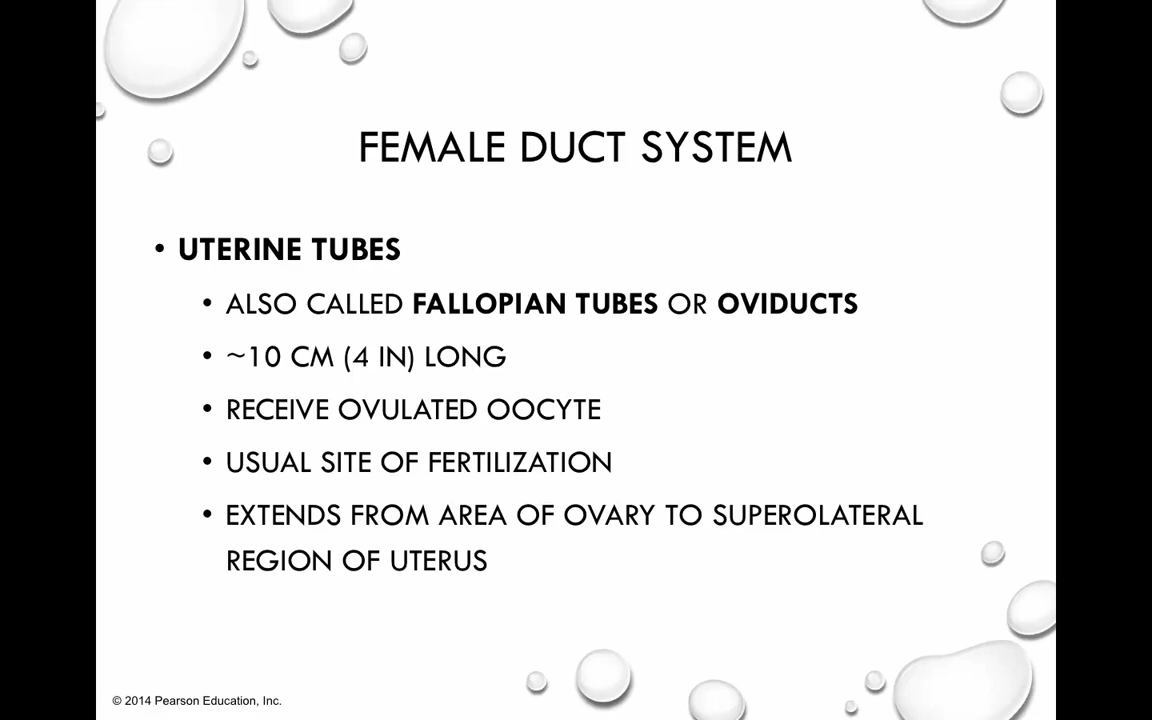 FEMALE DUCT SYSTEM
• UTERINE TUBES
• ALSO CALLED FALLOPIAN TUBES OR OVIDUCTS
• ~10 CM (4 IN) LONG
• RECEIVE OVULATED OOCYTE
• USUAL SITE OF FERTILIZATION
• EXTENDS FROM AREA OF OVARY TO SUPEROLATERAL
REGION OF UTERUS
© 2014 Pearson Education, Inc.